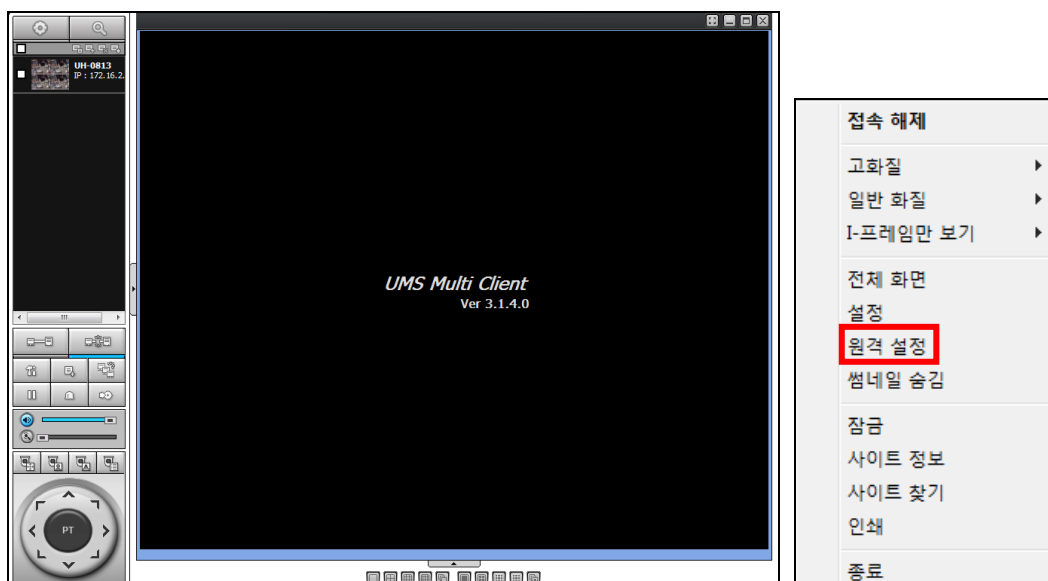 UH-0813
IP : 172.16.2.
UMS Multi Client
Ver 3.1.4.0
PT
접속 해제
고화질
일반 화질
I-프레임만 보기
전체 화면
설정
원격 설정
썸네일 숨김
잠금
사이트 정보
사이트 찾기
인쇄
종료